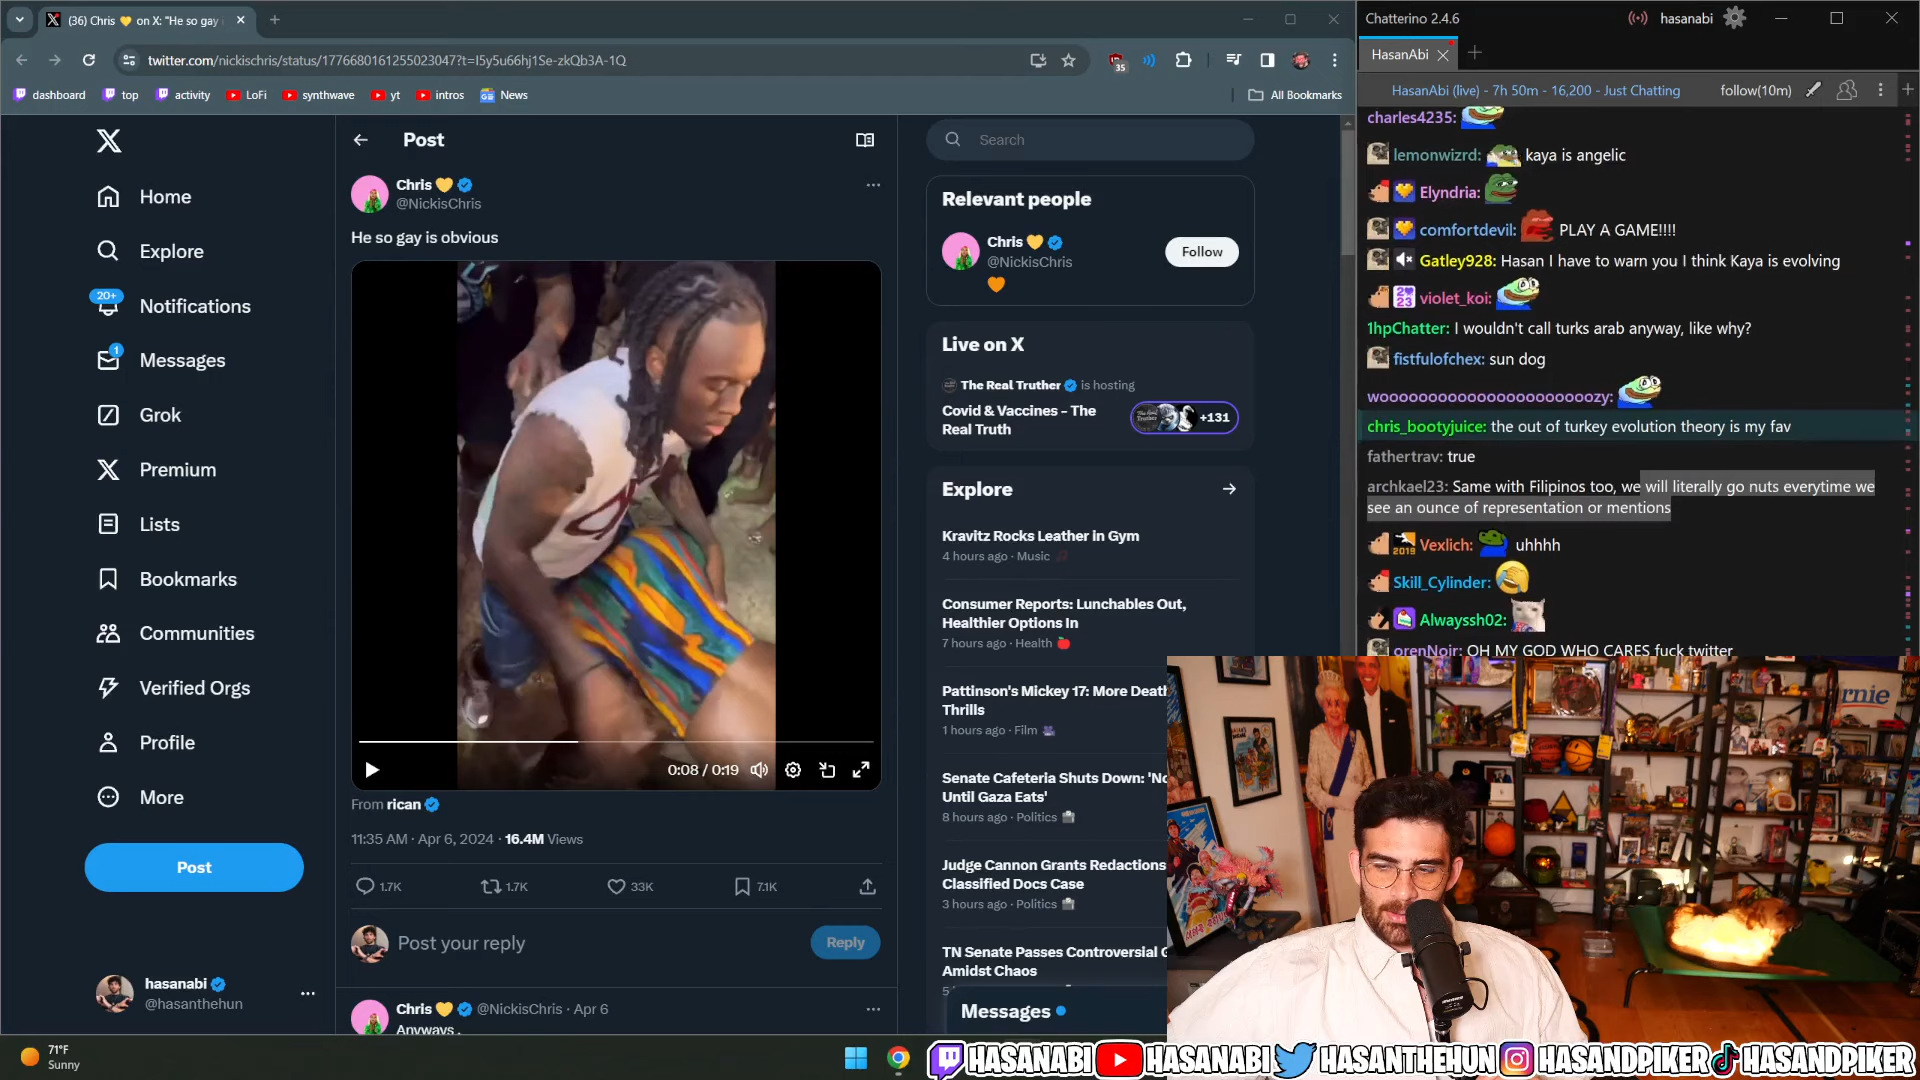 (36) Chris 💛 on X: "He so gay i
twitter.com/nickischris/status/1776680161255023047?t=I5y5u66hj1Se-zkQb3A-1Q
35
dashboard
top
activity
LoFi
synthwave
yt
intros
News
All Bookmarks
Post
Search
Chris 💛
@NickisChris
He so gay is obvious
Home
Explore
20+
Notifications
1
Messages
Grok
Premium
Lists
Bookmarks
Communities
Verified Orgs
Profile
More
Post
hasanabi
@hasanthehun
0:08 / 0:19
From rican
11:35 AM · Apr 6, 2024 · 16.4M Views
1.7K
1.7K
33K
7.1K
Post your reply
Reply
Chris 💛 @NickisChris · Apr 6
Anyways .
Relevant people
Chris 💛
@NickisChris
🧡
Follow
Live on X
The Real Truther is hosting
Covid & Vaccines - The
Real Truth
+131
Explore
Kravitz Rocks Leather in Gym
4 hours ago · Music
Consumer Reports: Lunchables Out,
Healthier Options In
7 hours ago · Health 🍎
Pattinson's Mickey 17: More Death
Thrills
1 hours ago · Film
Senate Cafeteria Shuts Down: 'No
Until Gaza Eats'
8 hours ago · Politics
Judge Cannon Grants Redactions
Classified Docs Case
3 hours ago · Politics
TN Senate Passes Controversial G
Amidst Chaos
Messages
Chatterino 2.4.6
hasanabi
HasanAbi
HasanAbi (live) - 7h 50m - 16,200 - Just Chatting
follow(10m)
charles4235:
lemonwizrd: kaya is angelic
Elyndria:
comfortdevil: PLAY A GAME!!!!
Gatley928: Hasan I have to warn you I think Kaya is evolving
violet_koi:
1hpChatter: I wouldn't call turks arab anyway, like why?
fistfulofchex: sun dog
woooooooooooooooooooooozy:
chris_bootyjuice: the out of turkey evolution theory is my fav
fathertrav: true
archkael23: Same with Filipinos too, we will literally go nuts everytime we
see an ounce of representation or mentions
2019 Vexlich: uhhhh
Skill_Cylinder:
Alwayssh02:
orenNoir: OH MY GOD WHO CARES fuck twitter
rnie
71°F
Sunny
HASANABI
HASANABI
HASANTHEHUN
HASANDPIKER
HASANDPIKER